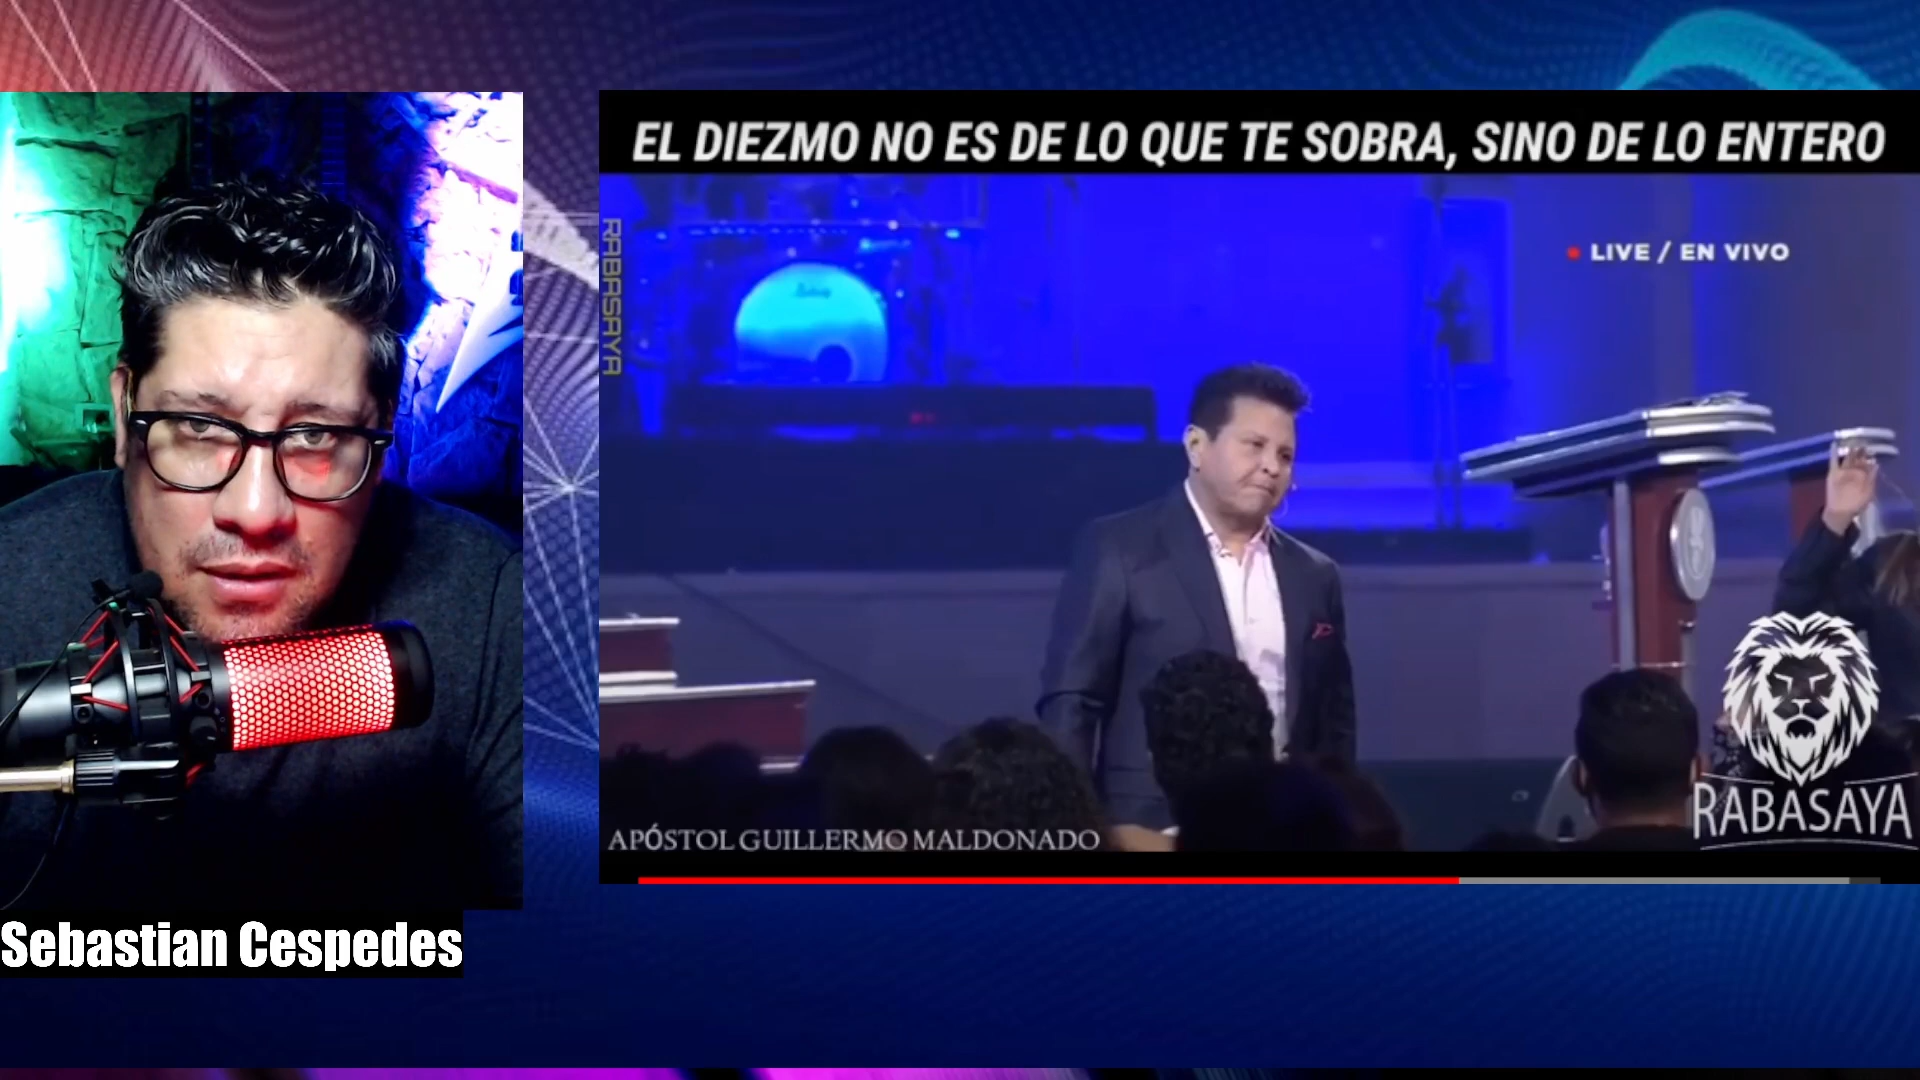 EL DIEZMO NO ES DE LO QUE TE SOBRA, SINO DE LO ENTERO
RABASAYA
LIVE / EN VIVO
RABASAYA
APÓSTOL GUILLERMO MALDONADO
Sebastian Cespedes